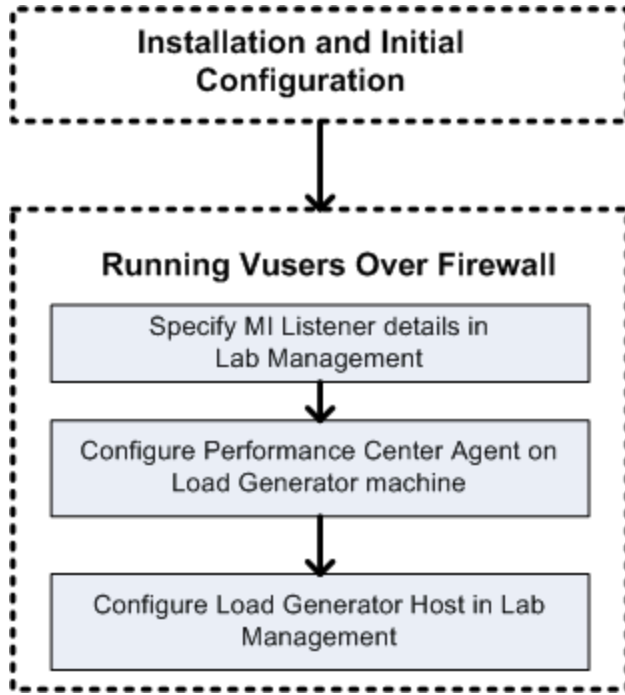 Installation and Initial
Configuration
Running Vusers Over Firewall
Specify MI Listener details in
Lab Management
Configure Performance Center Agent on
Load Generator machine
Configure Load Generator Host in Lab
Management